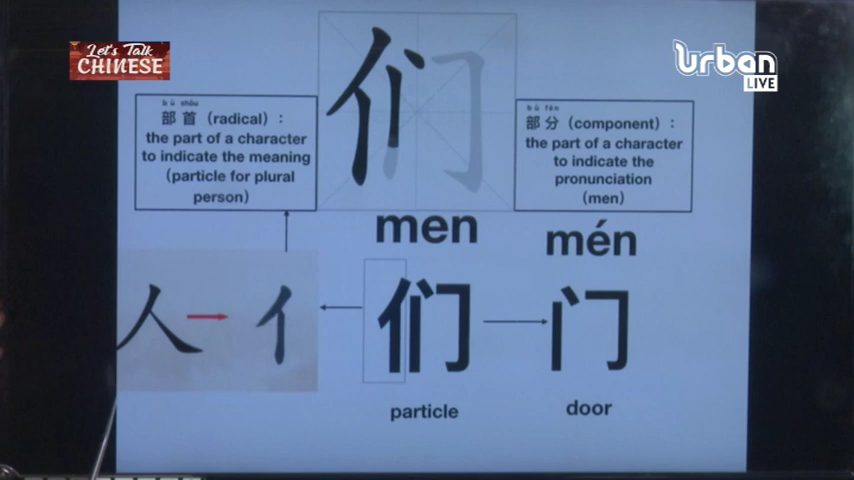 Let's Talk
CHINESE
Urban
LIVE
们
bù shǒu
部首（radical）：
the part of a character
to indicate the meaning
（particle for plural
person）
bù fèn
部分（component）：
the part of a character
to indicate the
pronunciation
（men）
men
mén
人
亻
们
门
particle
door